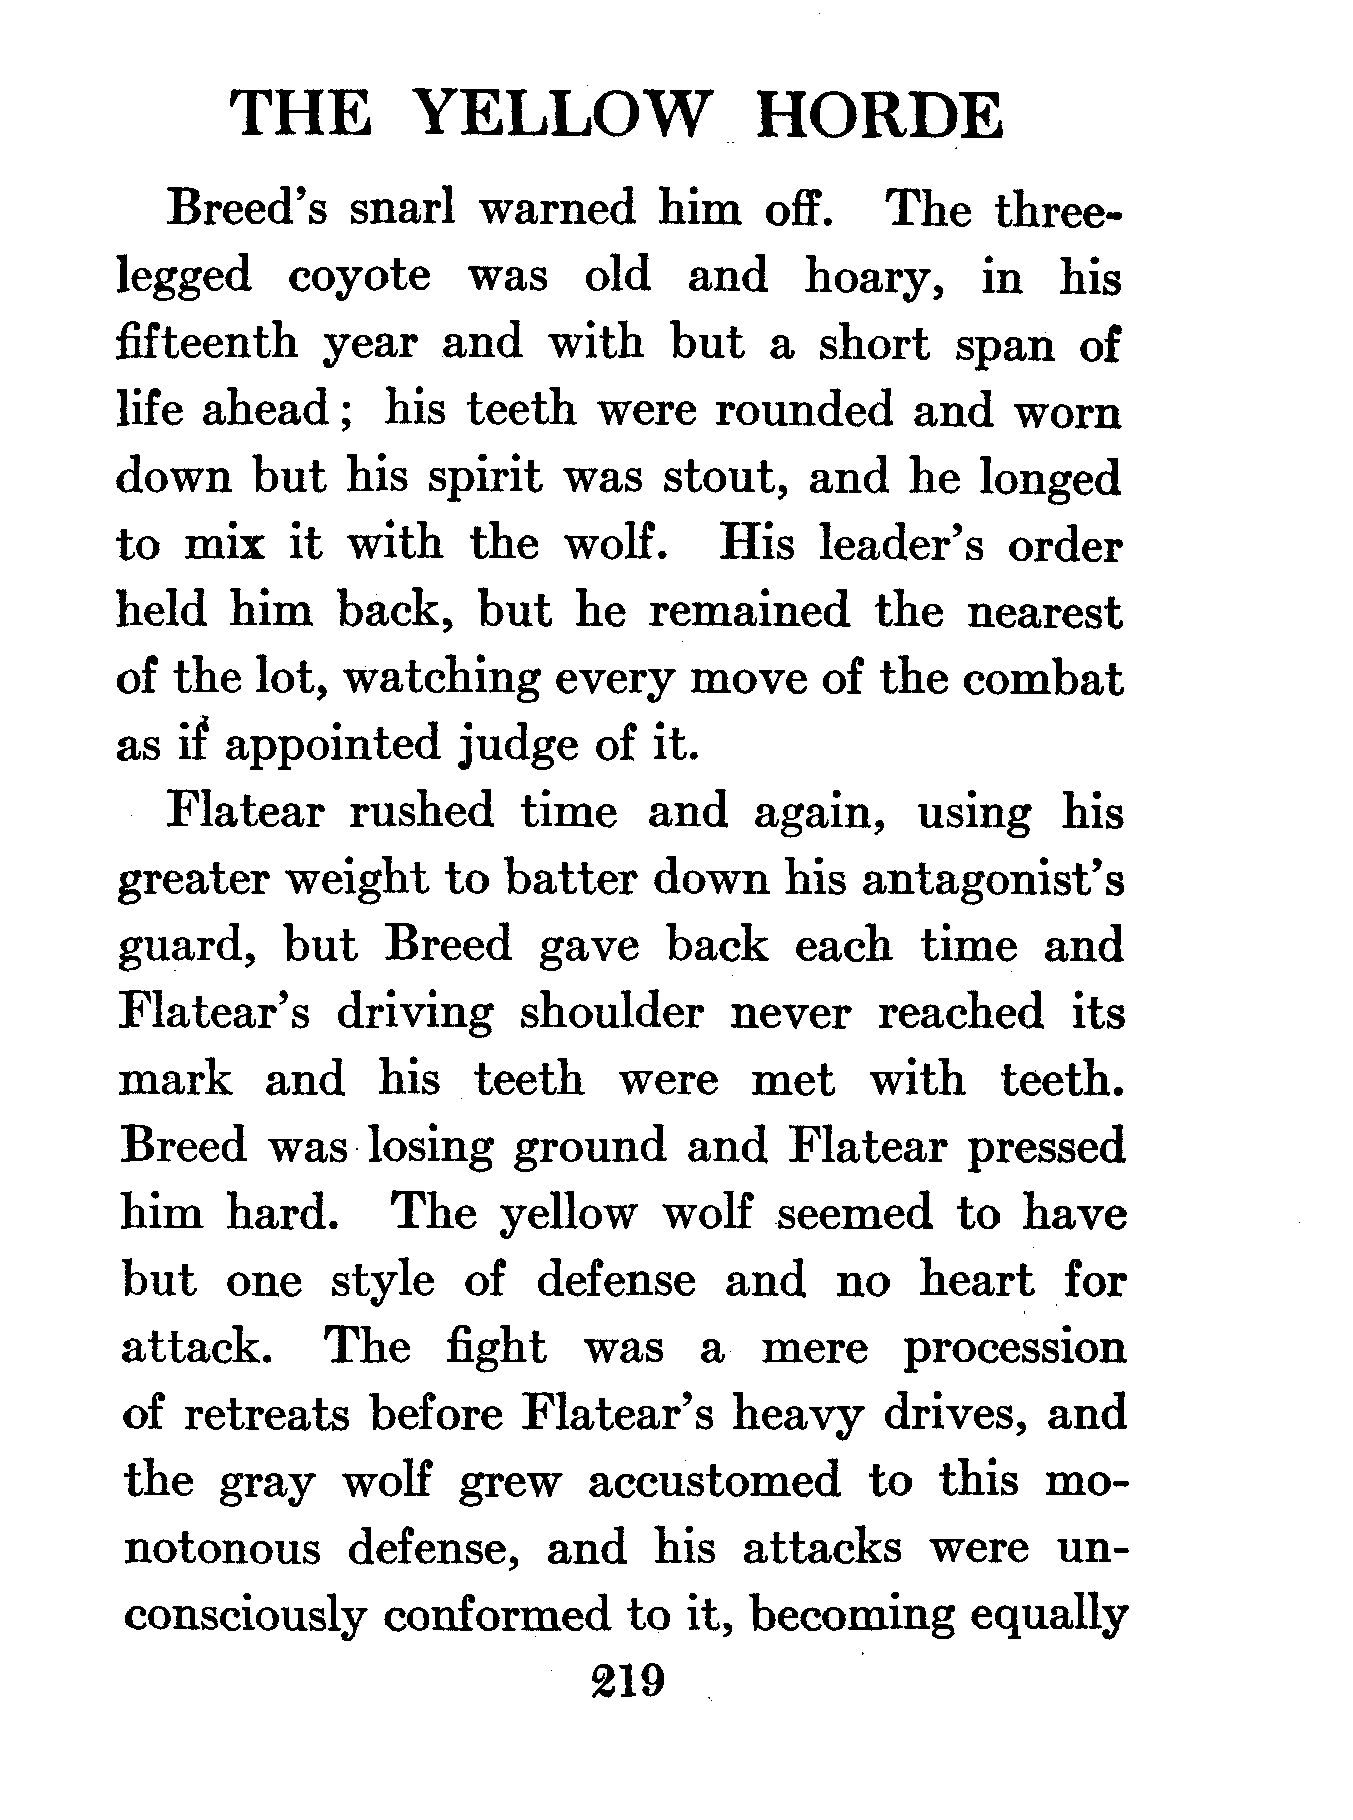 THE YELLOW HORDE
Breed's snarl warned him off. The three-
legged coyote was old and hoary, in his
fifteenth year and with but a short span of
life ahead; his teeth were rounded and worn
down but his spirit was stout, and he longed
to mix it with the wolf. His leader's order
held him back, but he remained the nearest
of the lot, watching every move of the combat
as if appointed judge of it.
Flatear rushed time and again, using his
greater weight to batter down his antagonist's
guard, but Breed gave back each time and
Flatear's driving shoulder never reached its
mark and his teeth were met with teeth.
Breed was losing ground and Flatear pressed
him hard. The yellow wolf seemed to have
but one style of defense and no heart for
attack. The fight was a mere procession
of retreats before Flatear's heavy drives, and
the gray wolf grew accustomed to this mo-
notonous defense, and his attacks were un-
consciously conformed to it, becoming equally
219